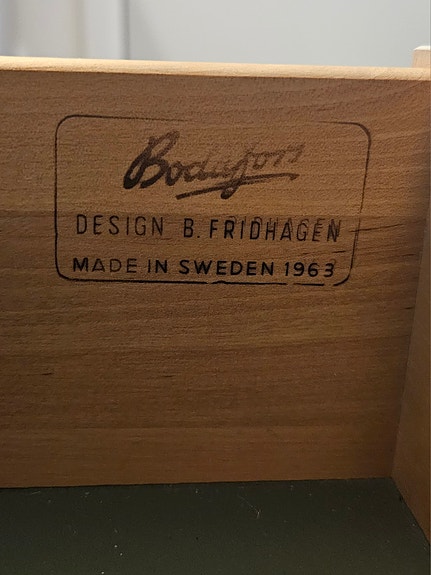 Bodafors
DESIGN B. FRIDHAGEN
MADE IN SWEDEN 1963